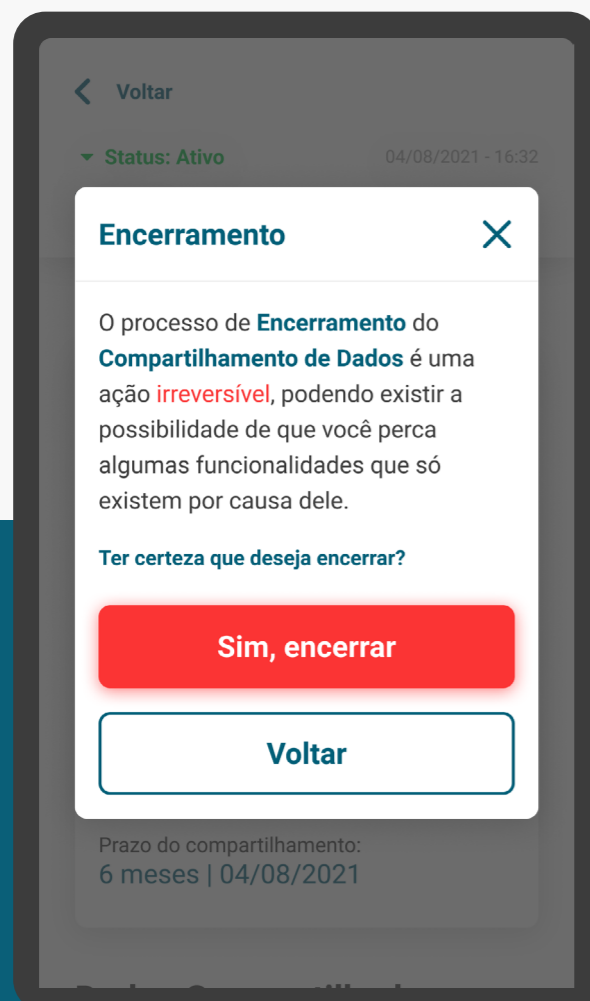 Voltar
Status: Ativo
04/08/2021 - 16:32
Encerramento
O processo de Encerramento do
Compartilhamento de Dados é uma
ação irreversível, podendo existir a
possibilidade de que você perca
algumas funcionalidades que só
existem por causa dele.
Ter certeza que deseja encerrar?
Sim, encerrar
Voltar
Prazo do compartilhamento:
6 meses | 04/08/2021